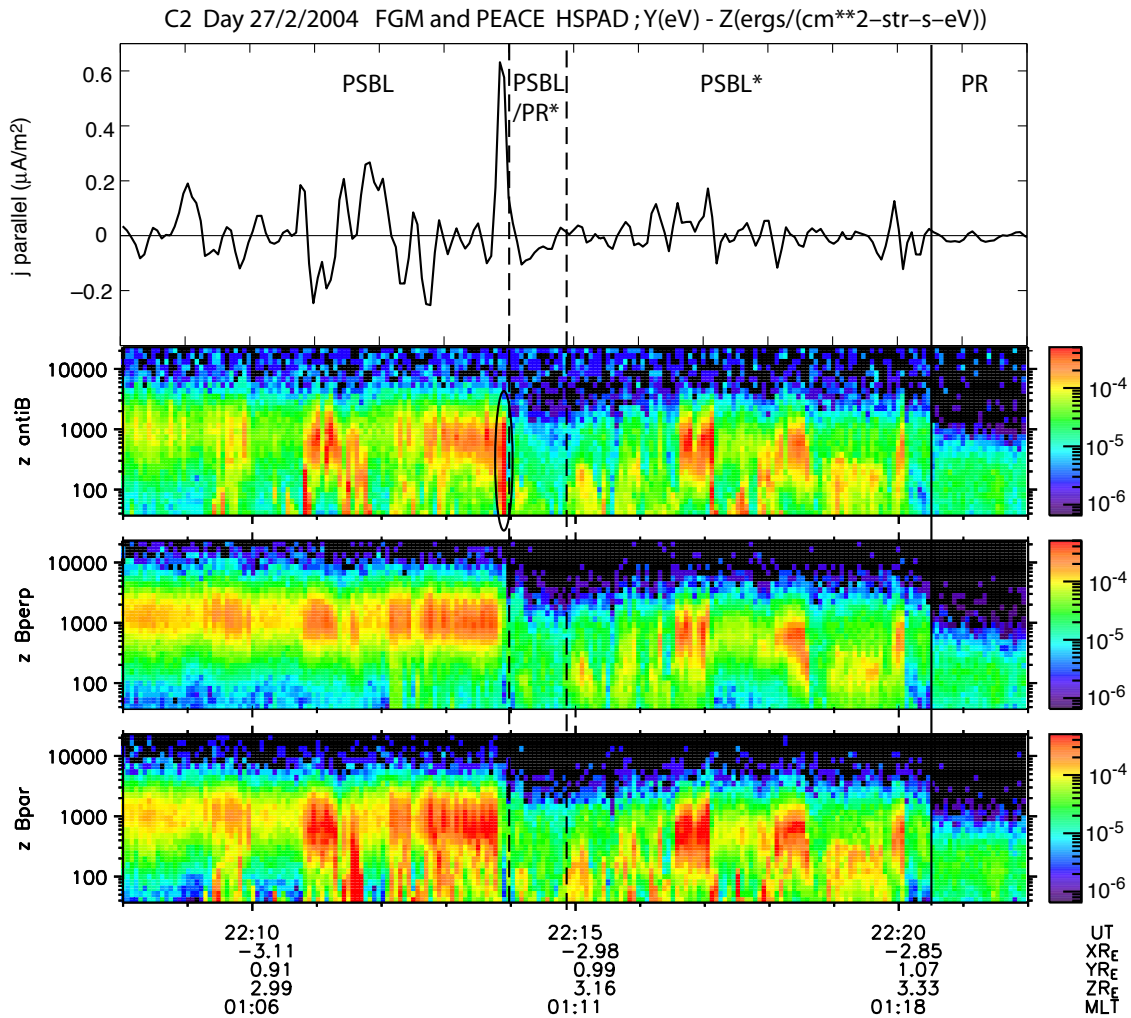 C2 Day 27/2/2004 FGM and PEACE HSPAD ; Y(eV) - Z(ergs/(cm**2–str–s–eV))
j parallel (μA/m²)
0.6
0.4
0.2
0
−0.2
PSBL
PSBL
/PR*
PSBL*
PR
z antiB
10000
1000
100
10⁻⁴
10⁻⁵
10⁻⁶
z Bperp
10000
1000
100
10⁻⁴
10⁻⁵
10⁻⁶
z Bpar
10000
1000
100
10⁻⁴
10⁻⁵
10⁻⁶
22:10 22:15 22:20 UT
−3.11 −2.98 −2.85 XRE
0.91 0.99 1.07 YRE
2.99 3.16 3.33 ZRE
01:06 01:11 01:18 MLT